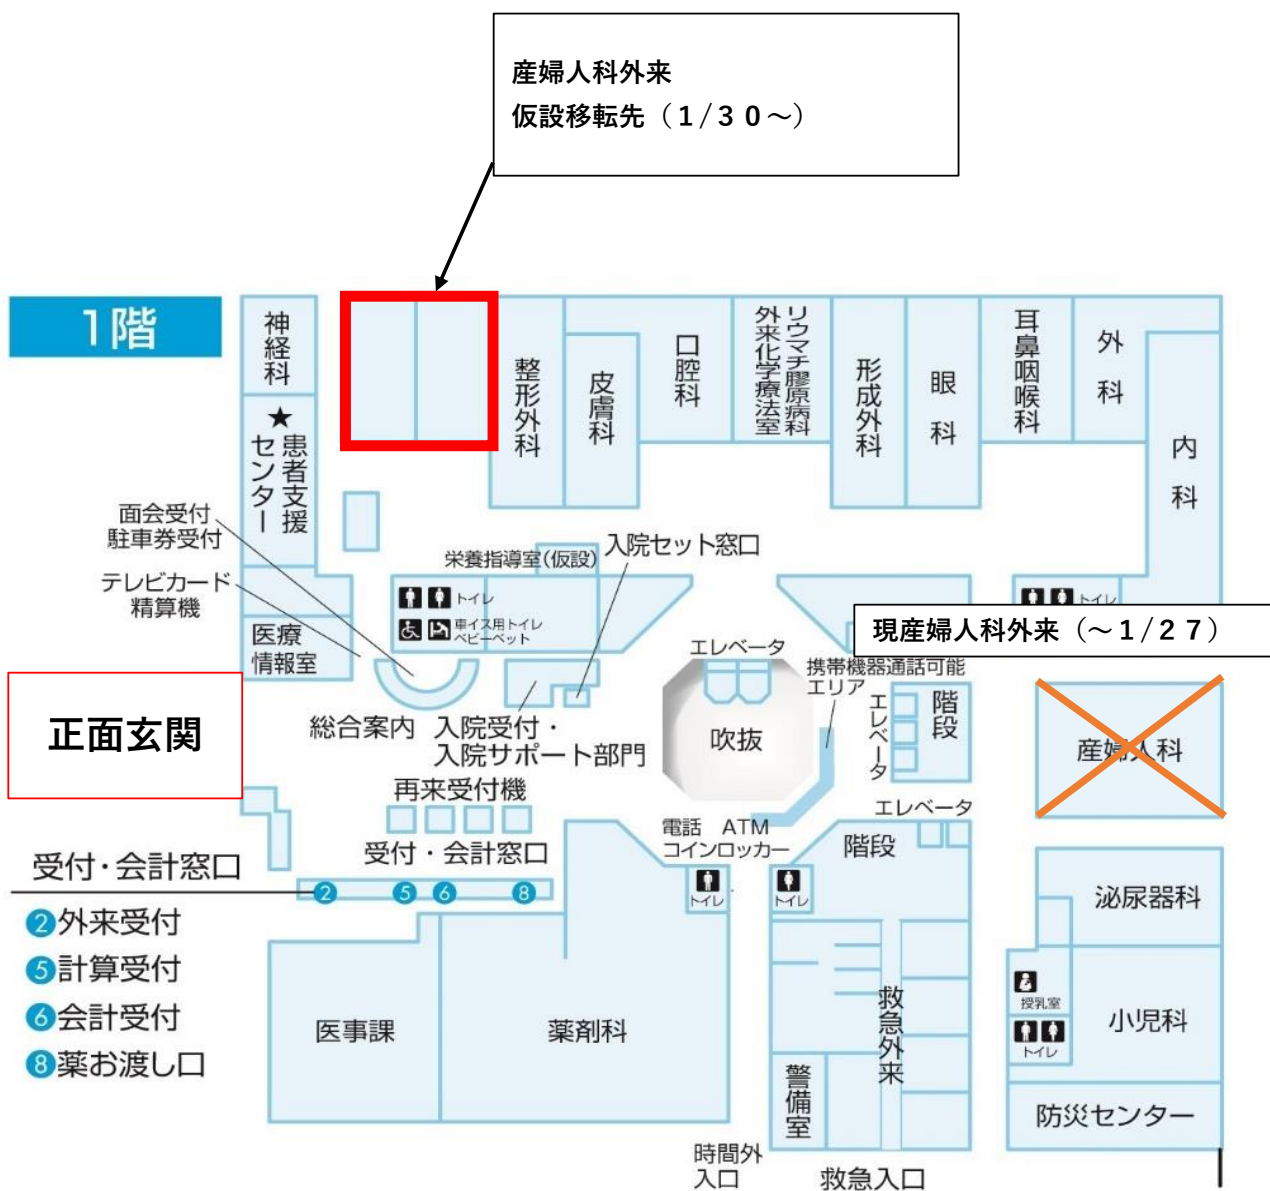 産婦人科外来
仮設移転先（１/３０～）
1階
神経科
整形外科
皮膚科
口腔科
リウマチ膠原病科
外来化学療法室
形成外科
眼科
耳鼻咽喉科
外科
内科
★患者支援
センター
面会受付
駐車券受付
テレビカード
精算機
医療
情報室
栄養指導室(仮設)
入院セット窓口
トイレ
車イス用トイレ
ベビーベット
トイレ
現産婦人科外来（～１/２７）
エレベータ
携帯機器通話可能
エリア
正面玄関
総合案内
入院受付・
入院サポート部門
吹抜
エレベータ
階段
産婦人科
再来受付機
受付・会計窓口
電話 ATM
コインロッカー
エレベータ
階段
受付・会計窓口
2 5 6 8
トイレ
トイレ
2外来受付
5計算受付
6会計受付
8薬お渡し口
医事課
薬剤科
救急外来
警備室
泌尿器科
授乳室
トイレ
小児科
防災センター
時間外
入口
救急入口